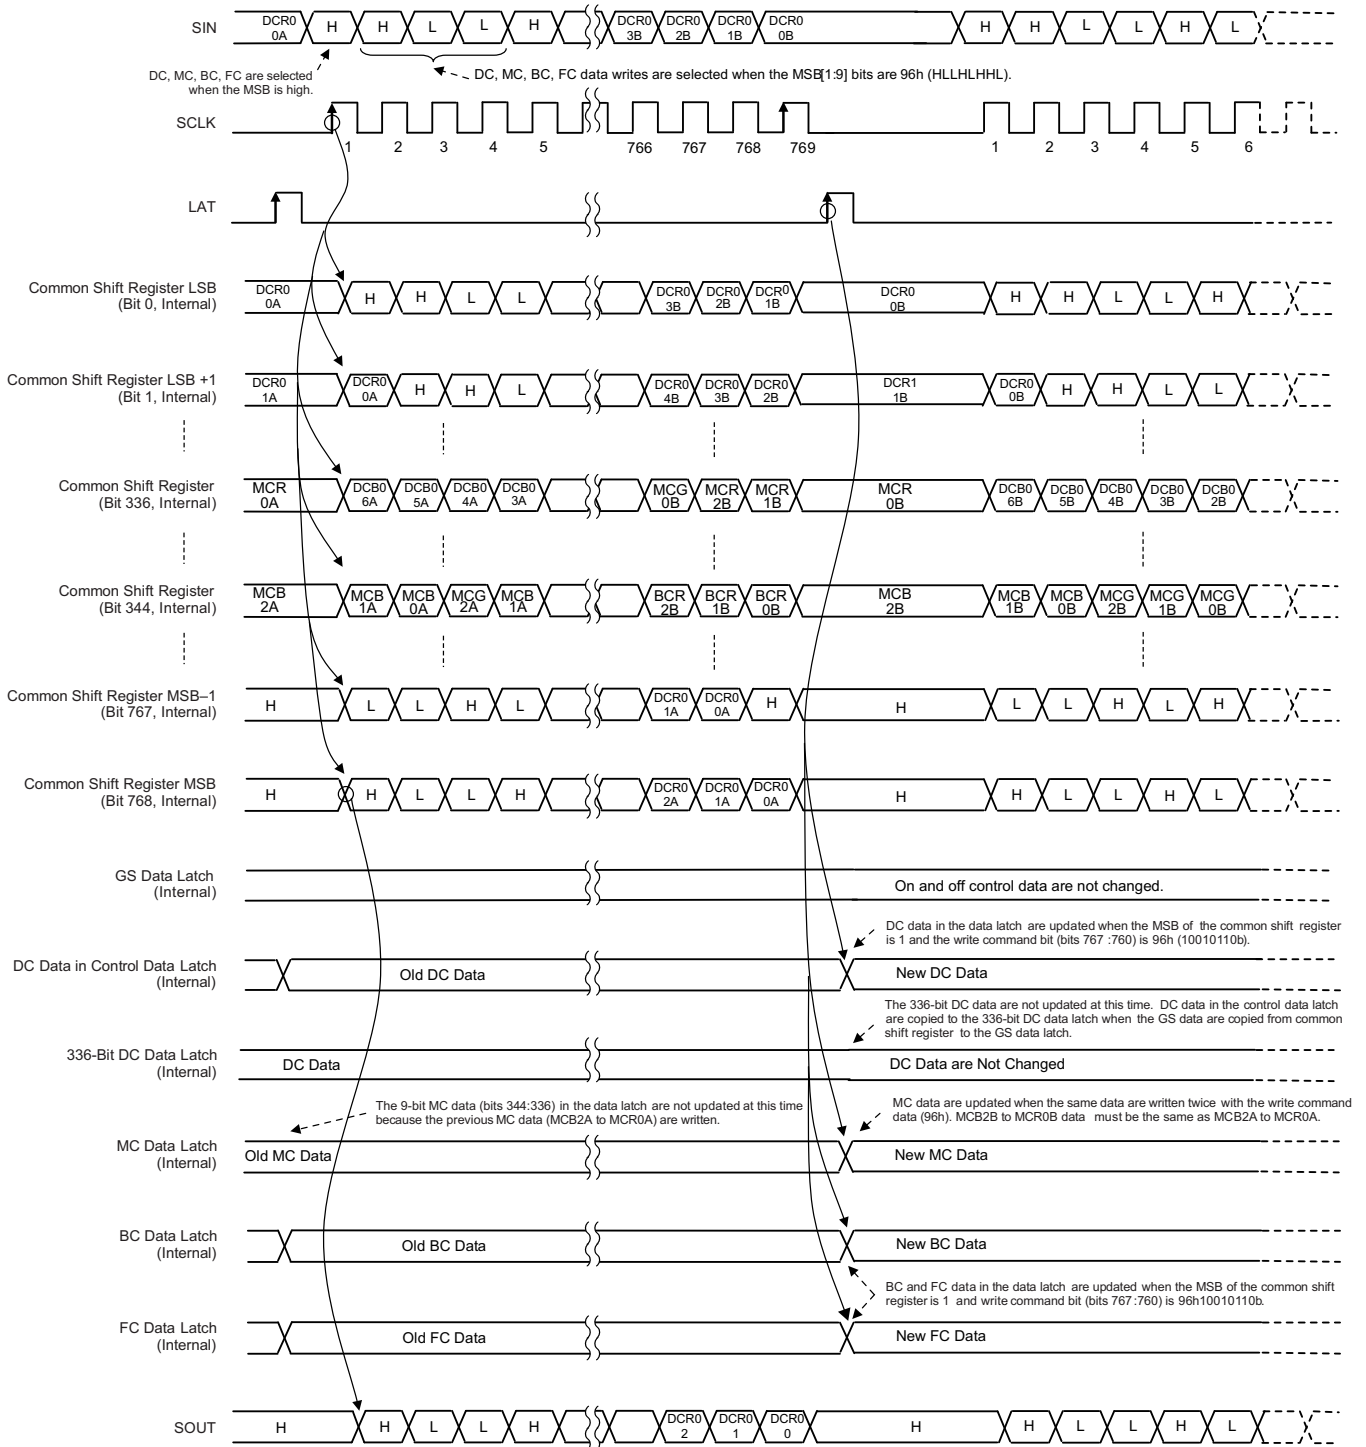 SIN DCR0 0A H H L L H DCR0 3B DCR0 2B DCR0 1B DCR0 0B H H L L H L
DC, MC, BC, FC are selected
when the MSB is high.
DC, MC, BC, FC data writes are selected when the MSB[1:9] bits are 96h (HLLHLHHL).
SCLK
1 2 3 4 5 766 767 768 769 1 2 3 4 5 6
LAT
Common Shift Register LSB
(Bit 0, Internal)
DCR0 0A H H L L DCR0 3B DCR0 2B DCR0 1B DCR0 0B H H L L H
Common Shift Register LSB +1
(Bit 1, Internal)
DCR0 1A DCR0 0A H H L DCR0 4B DCR0 3B DCR0 2B DCR1 1B DCR0 0B H H L L
Common Shift Register
(Bit 336, Internal)
MCR 0A DCB0 6A DCB0 5A DCB0 4A DCB0 3A MCG 0B MCR 2B MCR 1B MCR 0B DCB0 6B DCB0 5B DCB0 4B DCB0 3B DCB0 2B
Common Shift Register
(Bit 344, Internal)
MCB 2A MCB 1A MCB 0A MCG 2A MCB 1A BCR 2B BCR 1B BCR 0B MCB 2B MCB 1B MCB 0B MCG 2B MCG 1B MCG 0B
Common Shift Register MSB–1
(Bit 767, Internal)
H L L H L DCR0 1A DCR0 0A H H L L H L H
Common Shift Register MSB
(Bit 768, Internal)
H H L L H DCR0 2A DCR0 1A DCR0 0A H H L L H L
GS Data Latch
(Internal)
On and off control data are not changed.
DC data in the data latch are updated when the MSB of the common shift register
is 1 and the write command bit (bits 767 :760) is 96h (10010110b).
DC Data in Control Data Latch
(Internal)
Old DC Data New DC Data
The 336-bit DC data are not updated at this time. DC data in the control data latch
are copied to the 336-bit DC data latch when the GS data are copied from common
shift register to the GS data latch.
336-Bit DC Data Latch
(Internal)
DC Data DC Data are Not Changed
The 9-bit MC data (bits 344:336) in the data latch are not updated at this time
because the previous MC data (MCB2A to MCR0A) are written.
MC data are updated when the same data are written twice with the write command
data (96h). MCB2B to MCR0B data must be the same as MCB2A to MCR0A.
MC Data Latch
(Internal)
Old MC Data New MC Data
BC Data Latch
(Internal)
Old BC Data New BC Data
BC and FC data in the data latch are updated when the MSB of the common shift
register is 1 and write command bit (bits 767:760) is 96h10010110b.
FC Data Latch
(Internal)
Old FC Data New FC Data
SOUT H H L L H DCR0 2 DCR0 1 DCR0 0 H H L L H L